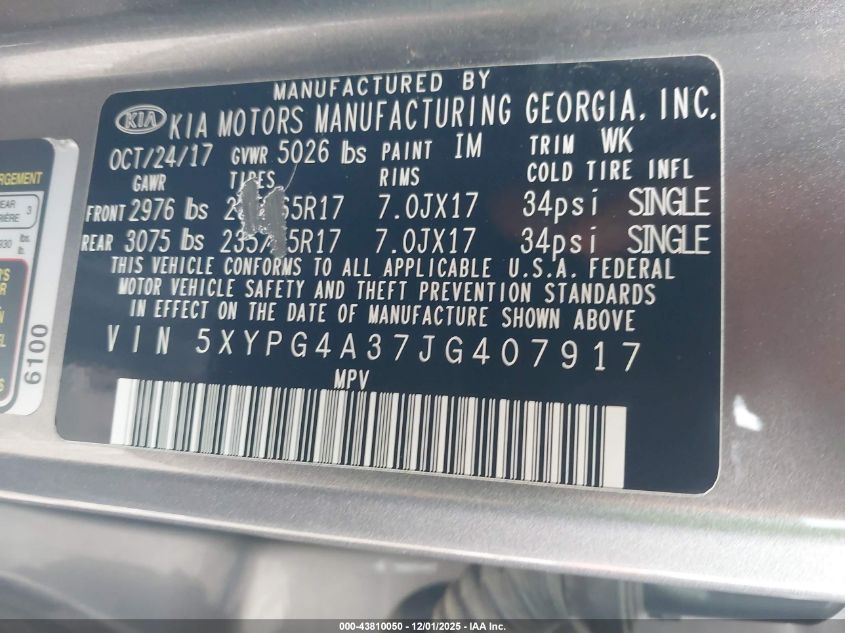 MANUFACTURED BY
KIA KIA MOTORS MANUFACTURING GEORGIA, INC.
OCT/24/17 GVWR 5026 lbs PAINT IM TRIM WK
GAWR TIRES RIMS COLD TIRE INFL
FRONT 2976 lbs 65R17 7.0JX17 34psi SINGLE
REAR 3075 lbs 7.0JX17 34psi SINGLE
THIS VEHICLE CONFORMS TO ALL APPLICABLE U.S.A. FEDERAL
MOTOR VEHICLE SAFETY AND THEFT PREVENTION STANDARDS
IN EFFECT ON THE DATE OF MANUFACTURE SHOWN ABOVE
VIN 5XYPG4A37JG407917
MPV
6100
000-43810050 - 12/01/2025 - IAA Inc.